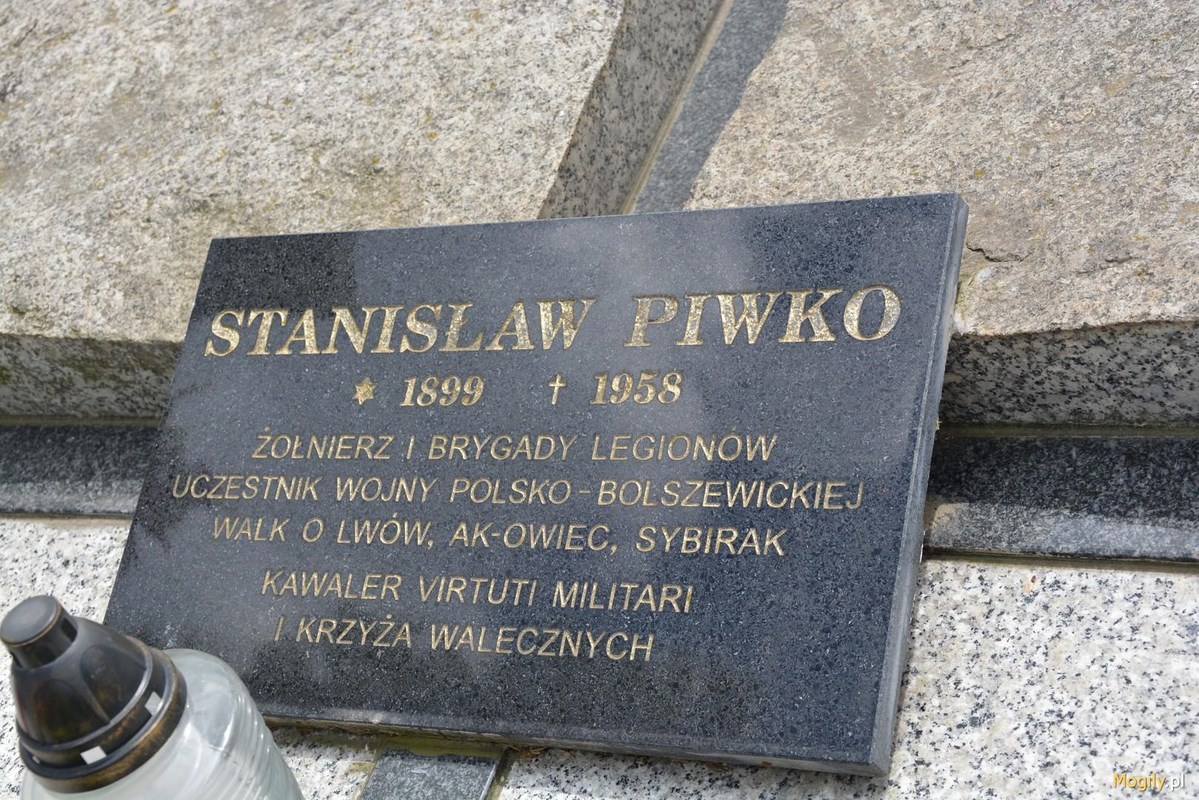 STANISŁAW PIWKO
* 1899 † 1958
ŻOŁNIERZ I BRYGADY LEGIONÓW
UCZESTNIK WOJNY POLSKO-BOLSZEWICKIEJ
WALK O LWÓW, AK-OWIEC, SYBIRAK
KAWALER VIRTUTI MILITARI
I KRZYŻA WALECZNYCH
Mogiły.pl